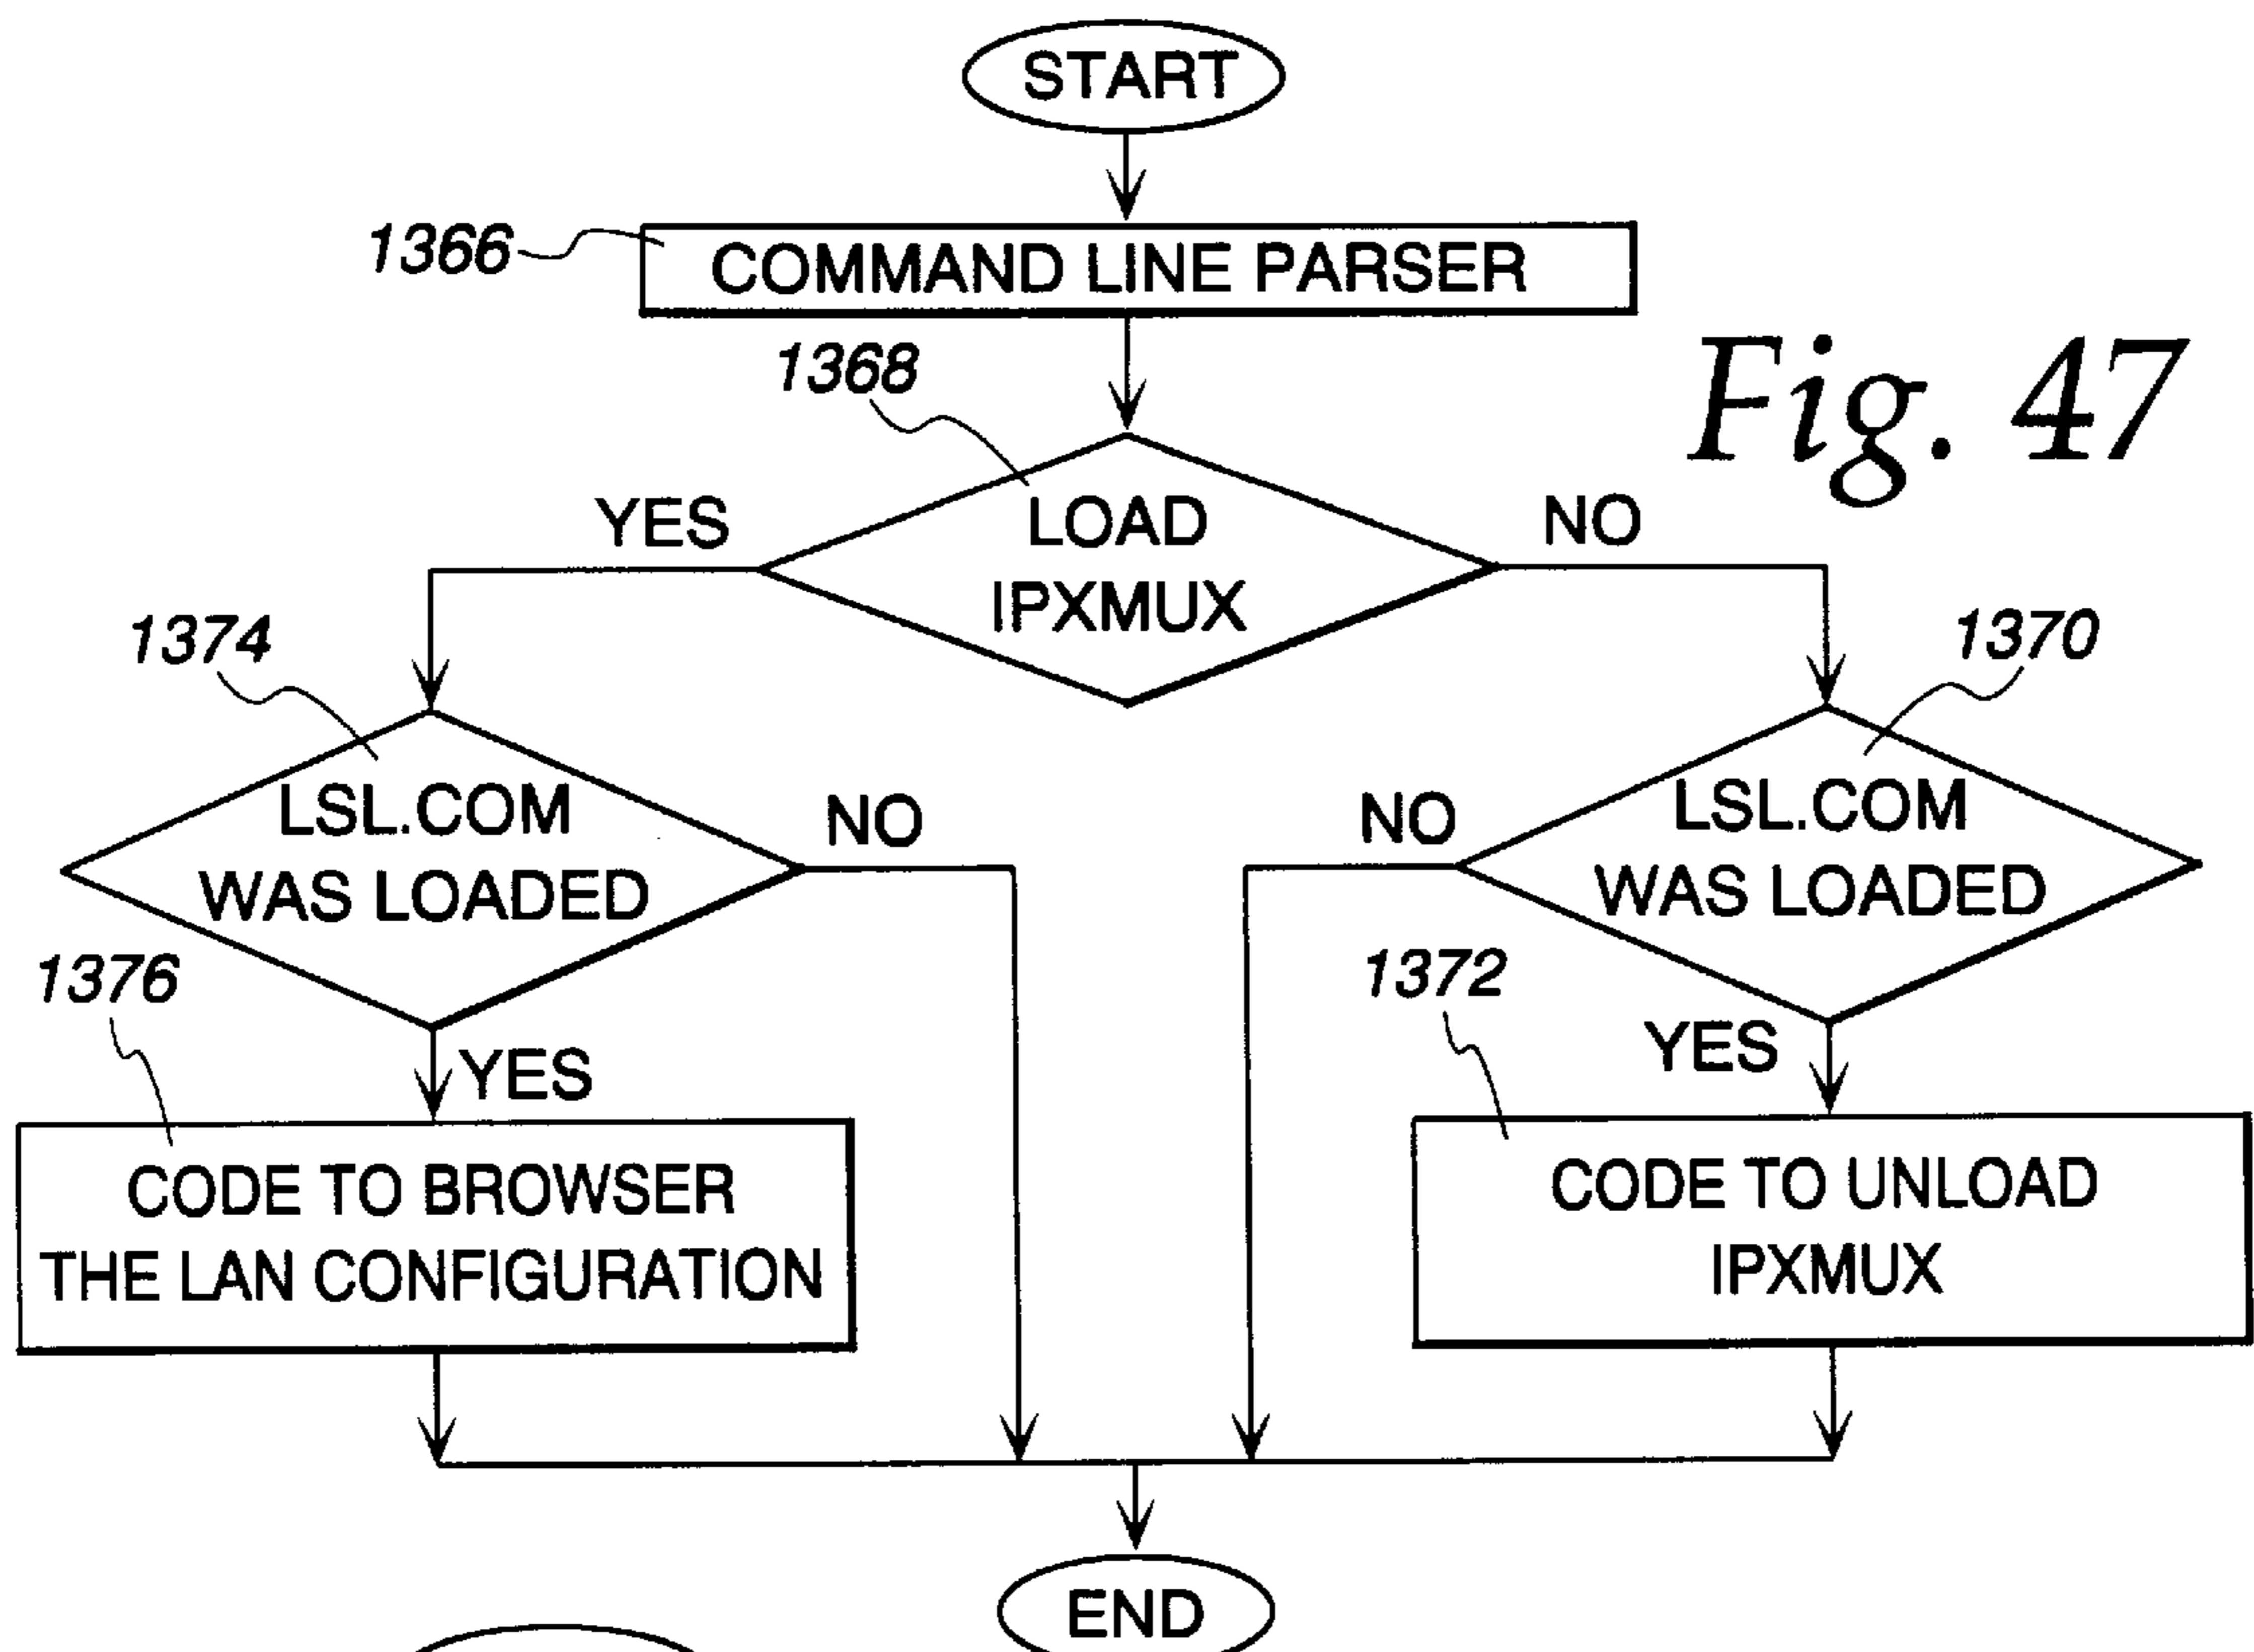 START
1366
COMMAND LINE PARSER
1368
Fig. 47
YES
LOAD
IPXMUX
NO
1374
1370
LSL.COM
WAS LOADED
NO
NO
LSL.COM
WAS LOADED
1376
1372
YES
YES
CODE TO BROWSER
THE LAN CONFIGURATION
CODE TO UNLOAD
IPXMUX
END